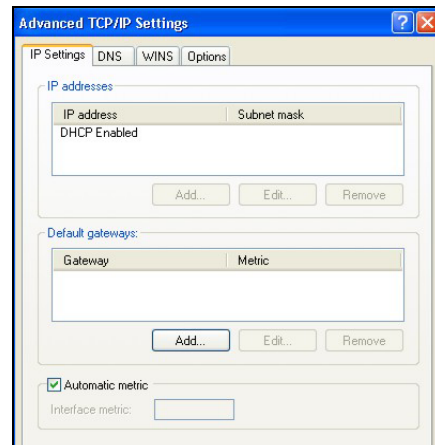 Advanced TCP/IP Settings
IP Settings DNS WINS Options
IP addresses
IP address Subnet mask
DHCP Enabled
Add... Edit... Remove
Default gateways:
Gateway Metric
Add... Edit... Remove
Automatic metric
Interface metric: